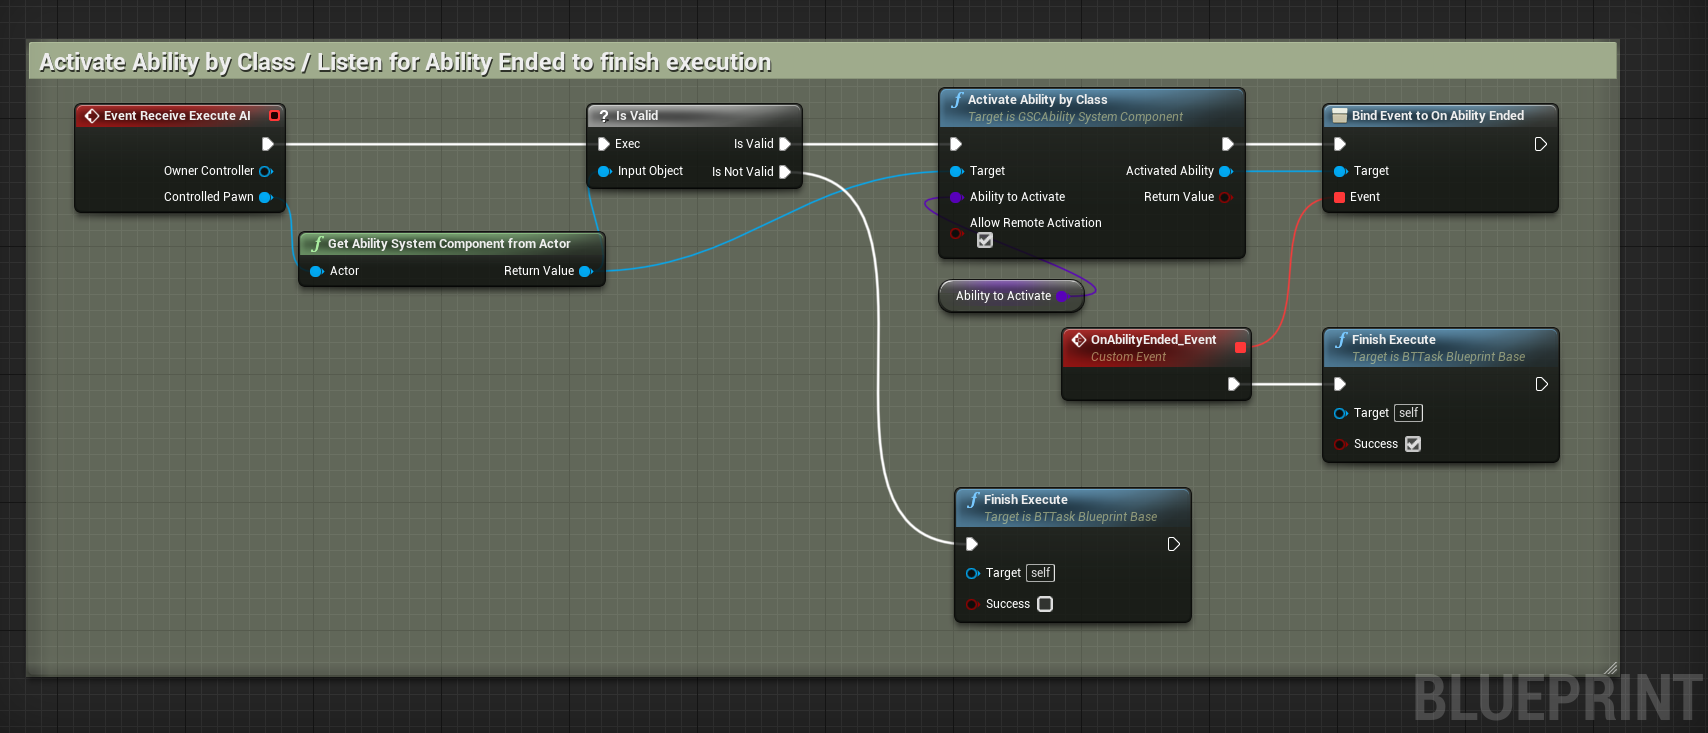 Activate Ability by Class / Listen for Ability Ended to finish execution
Event Receive Execute AI
Owner Controller
Controlled Pawn
f Get Ability System Component from Actor
Actor Return Value
? Is Valid
Exec Is Valid
Input Object Is Not Valid
f Activate Ability by Class
Target is GSCAbility System Component
Target Activated Ability
Ability to Activate Return Value
Allow Remote Activation
Ability to Activate
Bind Event to On Ability Ended
Target
Event
OnAbilityEnded_Event
Custom Event
f Finish Execute
Target is BTTask Blueprint Base
Target self
Success
f Finish Execute
Target is BTTask Blueprint Base
Target self
Success
BLUEPRINT